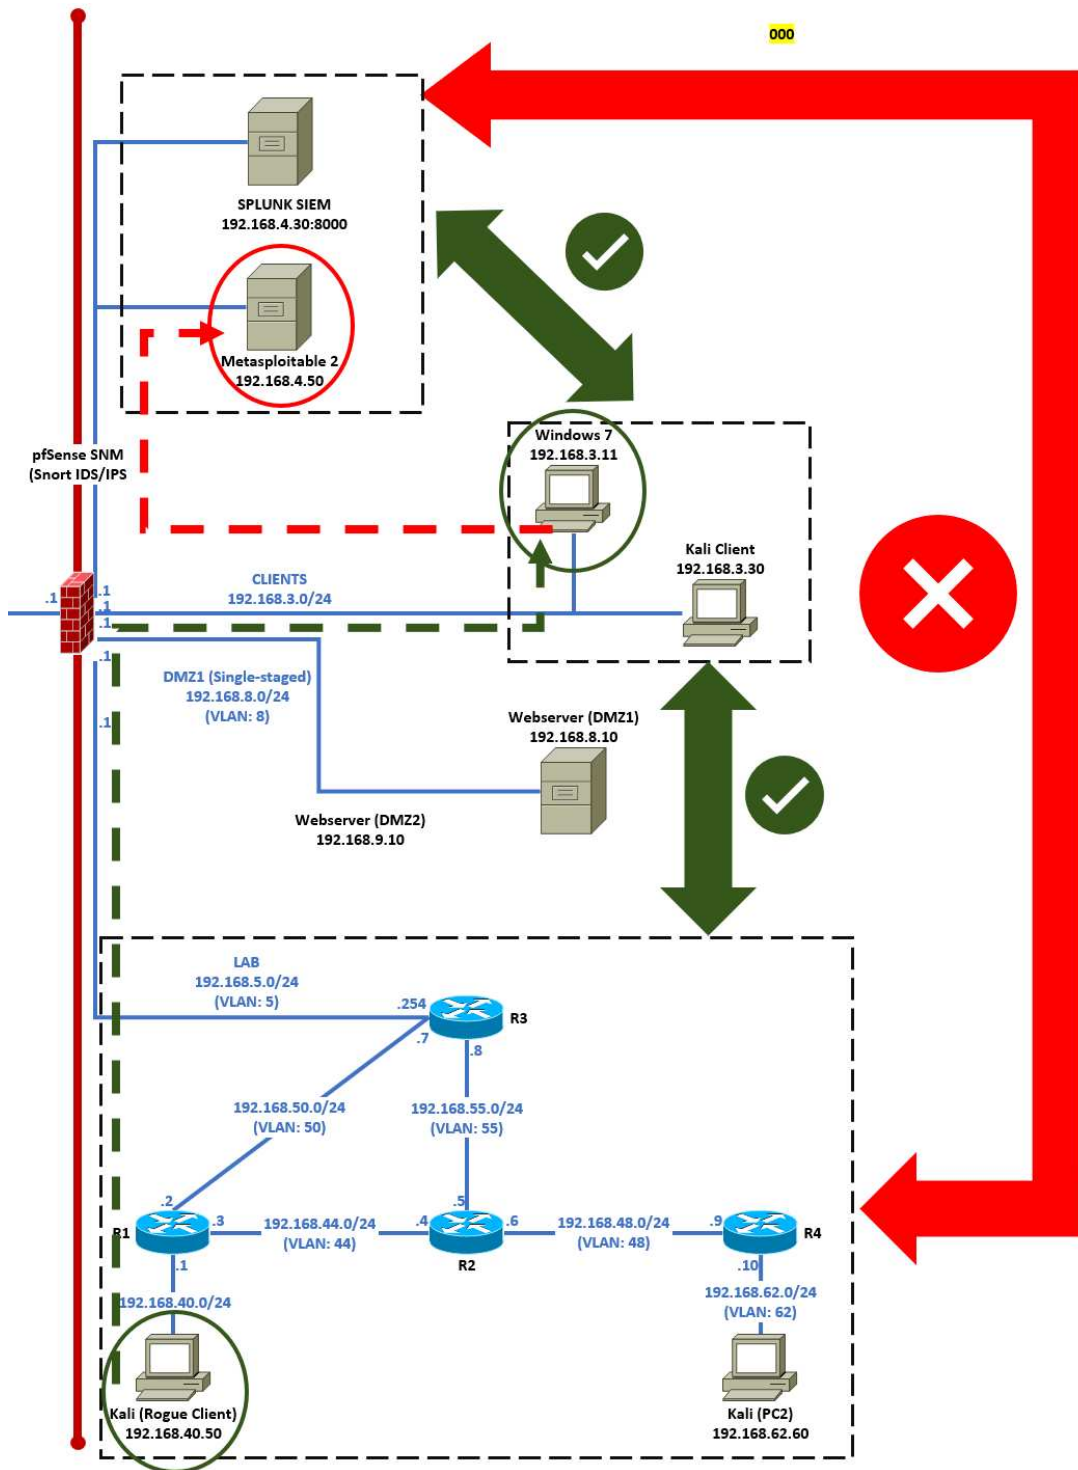 000
SPLUNK SIEM
192.168.4.30:8000
Metasploitable 2
192.168.4.50
pfSense SNM
(Snort IDS/IPS
Windows 7
192.168.3.11
Kali Client
192.168.3.30
CLIENTS
192.168.3.0/24
.1
.1
.1
.1
.1
.1
DMZ1 (Single-staged)
192.168.8.0/24
(VLAN: 8)
Webserver (DMZ1)
192.168.8.10
Webserver (DMZ2)
192.168.9.10
LAB
192.168.5.0/24
(VLAN: 5)
.254
R3
.7
.8
192.168.50.0/24
(VLAN: 50)
192.168.55.0/24
(VLAN: 55)
.2
.5
R1
.3
192.168.44.0/24
(VLAN: 44)
.4
.6
192.168.48.0/24
(VLAN: 48)
.9
R4
R2
.1
.10
192.168.40.0/24
192.168.62.0/24
(VLAN: 62)
Kali (Rogue Client)
192.168.40.50
Kali (PC2)
192.168.62.60